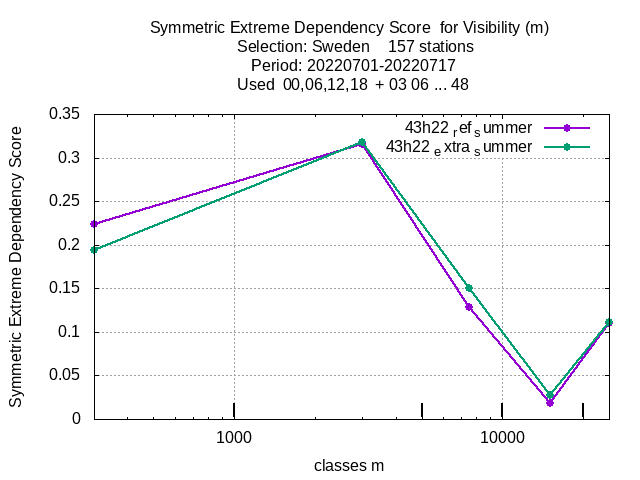 Symmetric Extreme Dependency Score  for Visibility (m)
Selection: Sweden    157 stations
Period: 20220701-20220717
Used  00,06,12,18  + 03 06 ... 48
43h22 ref summer
43h22 extra summer
Symmetric Extreme Dependency Score
0.35
0.3
0.25
0.2
0.15
0.1
0.05
0
1000 10000
classes m